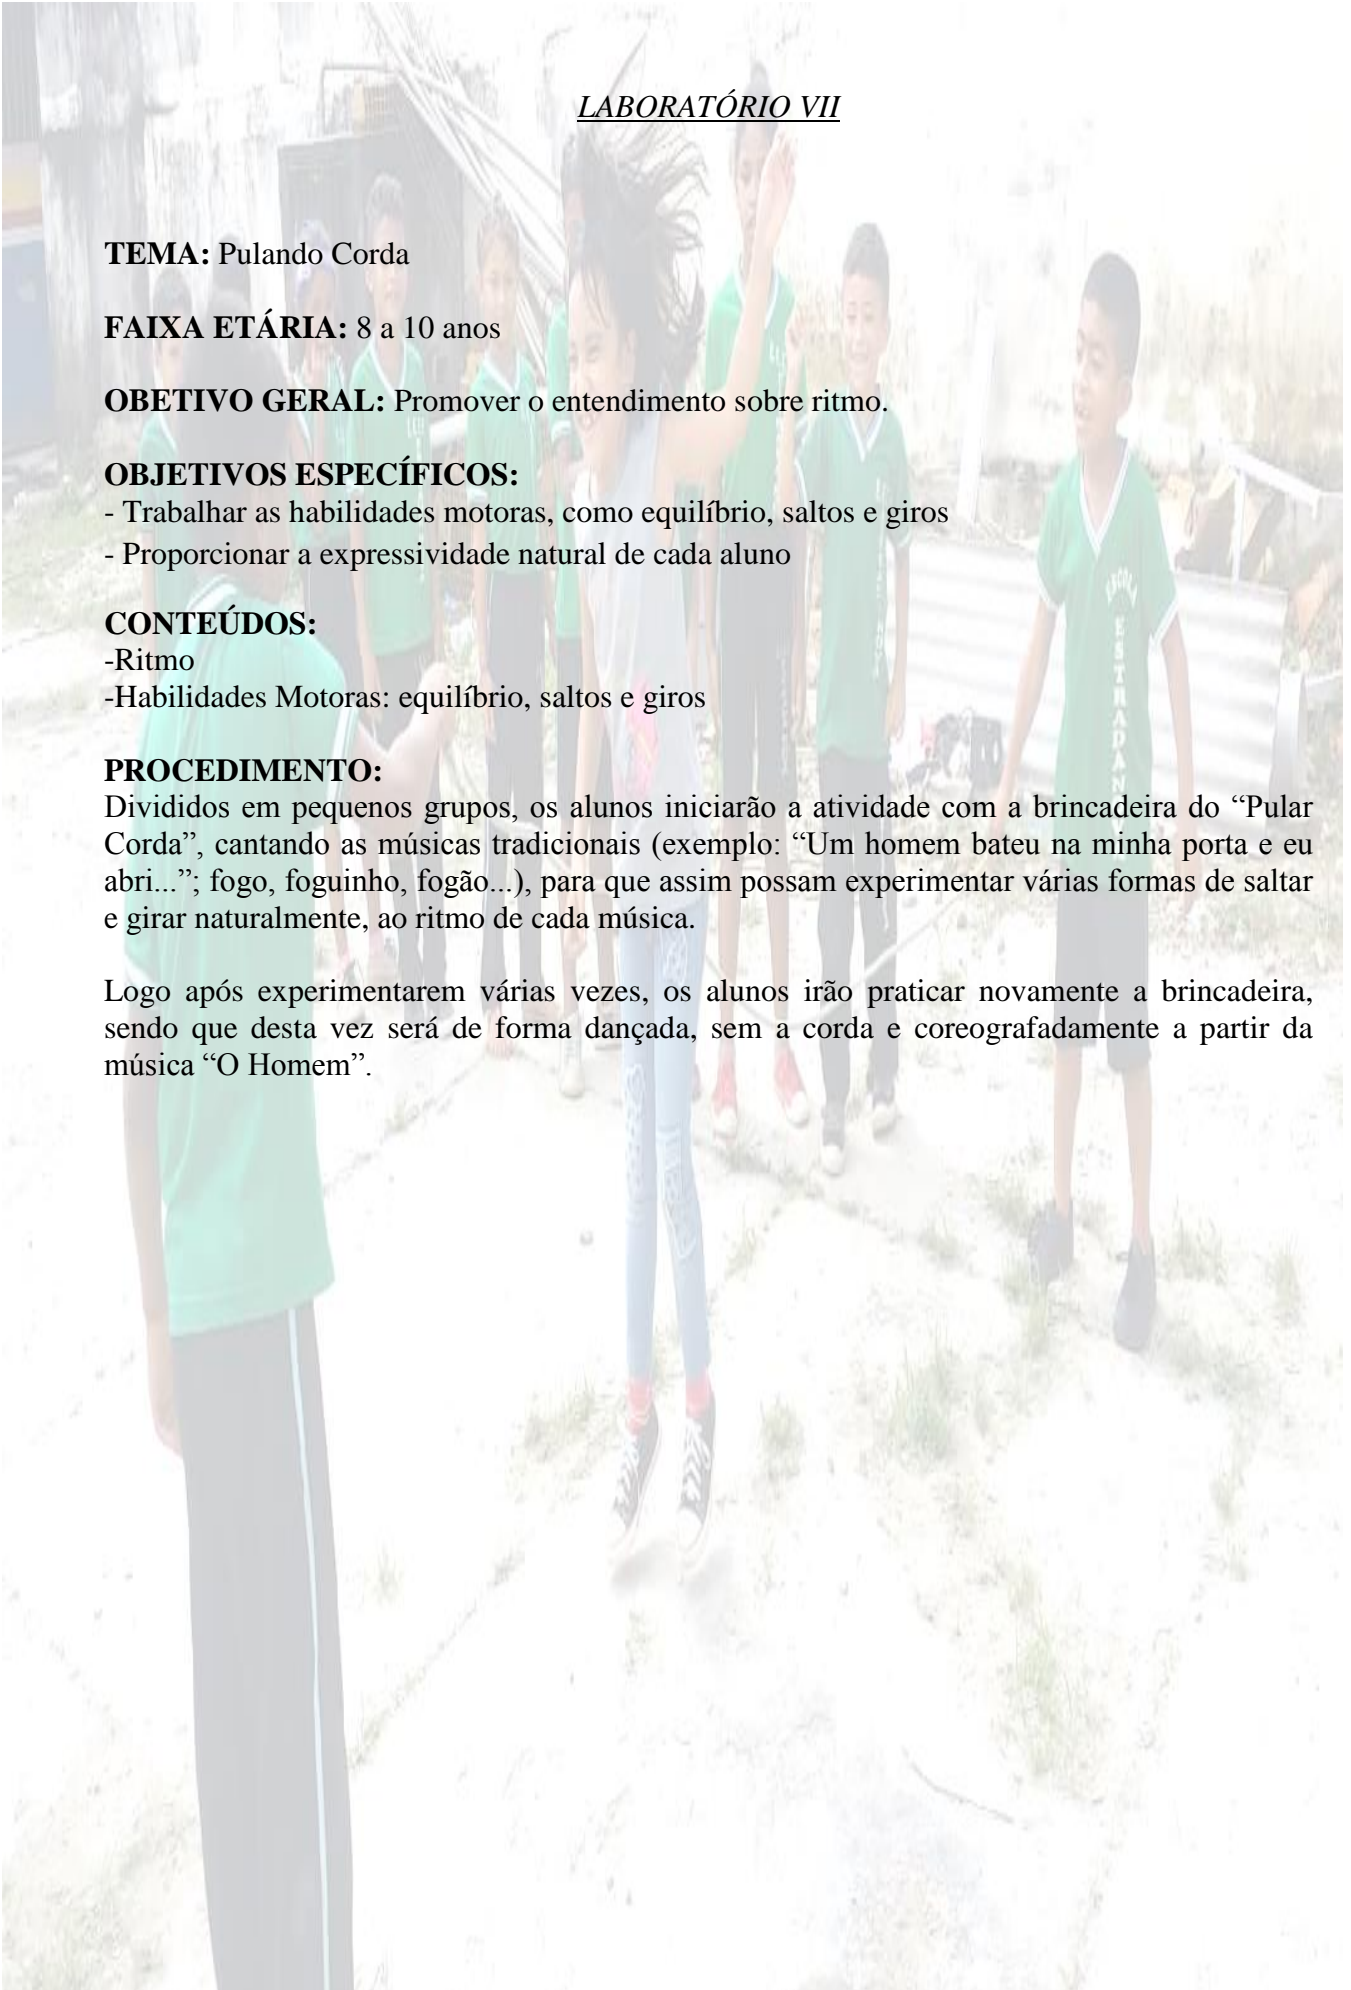 LABORATÓRIO VII
TEMA: Pulando Corda
FAIXA ETÁRIA: 8 a 10 anos
OBETIVO GERAL: Promover o entendimento sobre ritmo.
OBJETIVOS ESPECÍFICOS:
- Trabalhar as habilidades motoras, como equilíbrio, saltos e giros
- Proporcionar a expressividade natural de cada aluno
CONTEÚDOS:
-Ritmo
-Habilidades Motoras: equilíbrio, saltos e giros
PROCEDIMENTO:
Divididos em pequenos grupos, os alunos iniciarão a atividade com a brincadeira do “Pular
Corda”, cantando as músicas tradicionais (exemplo: “Um homem bateu na minha porta e eu
abri...”; fogo, foguinho, fogão...), para que assim possam experimentar várias formas de saltar
e girar naturalmente, ao ritmo de cada música.
Logo após experimentarem várias vezes, os alunos irão praticar novamente a brincadeira,
sendo que desta vez será de forma dançada, sem a corda e coreografadamente a partir da
música “O Homem”.